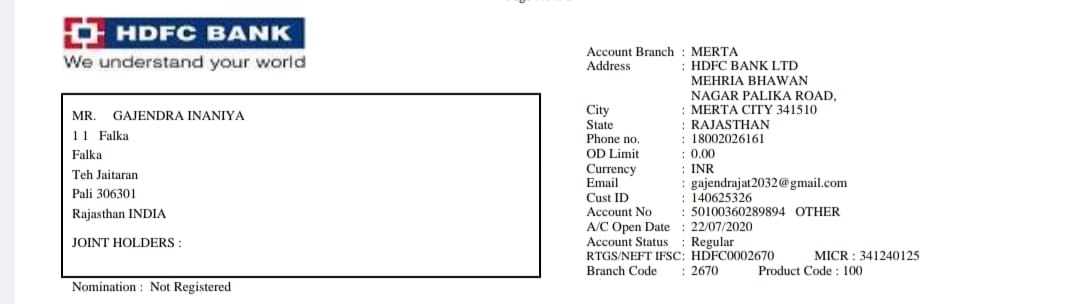 HDFC BANK
We understand your world
MR. GAJENDRA INANIYA
1 1 Falka
Falka
Teh Jaitaran
Pali 306301
Rajasthan INDIA
JOINT HOLDERS :
Nomination : Not Registered
Account Branch : MERTA
Address : HDFC BANK LTD
MEHRIA BHAWAN
NAGAR PALIKA ROAD,
City : MERTA CITY 341510
State : RAJASTHAN
Phone no. : 18002026161
OD Limit : 0.00
Currency : INR
Email : gajendrajat2032@gmail.com
Cust ID : 140625326
Account No : 50100360289894 OTHER
A/C Open Date : 22/07/2020
Account Status : Regular
RTGS/NEFT IFSC: HDFC0002670 MICR : 341240125
Branch Code : 2670 Product Code : 100